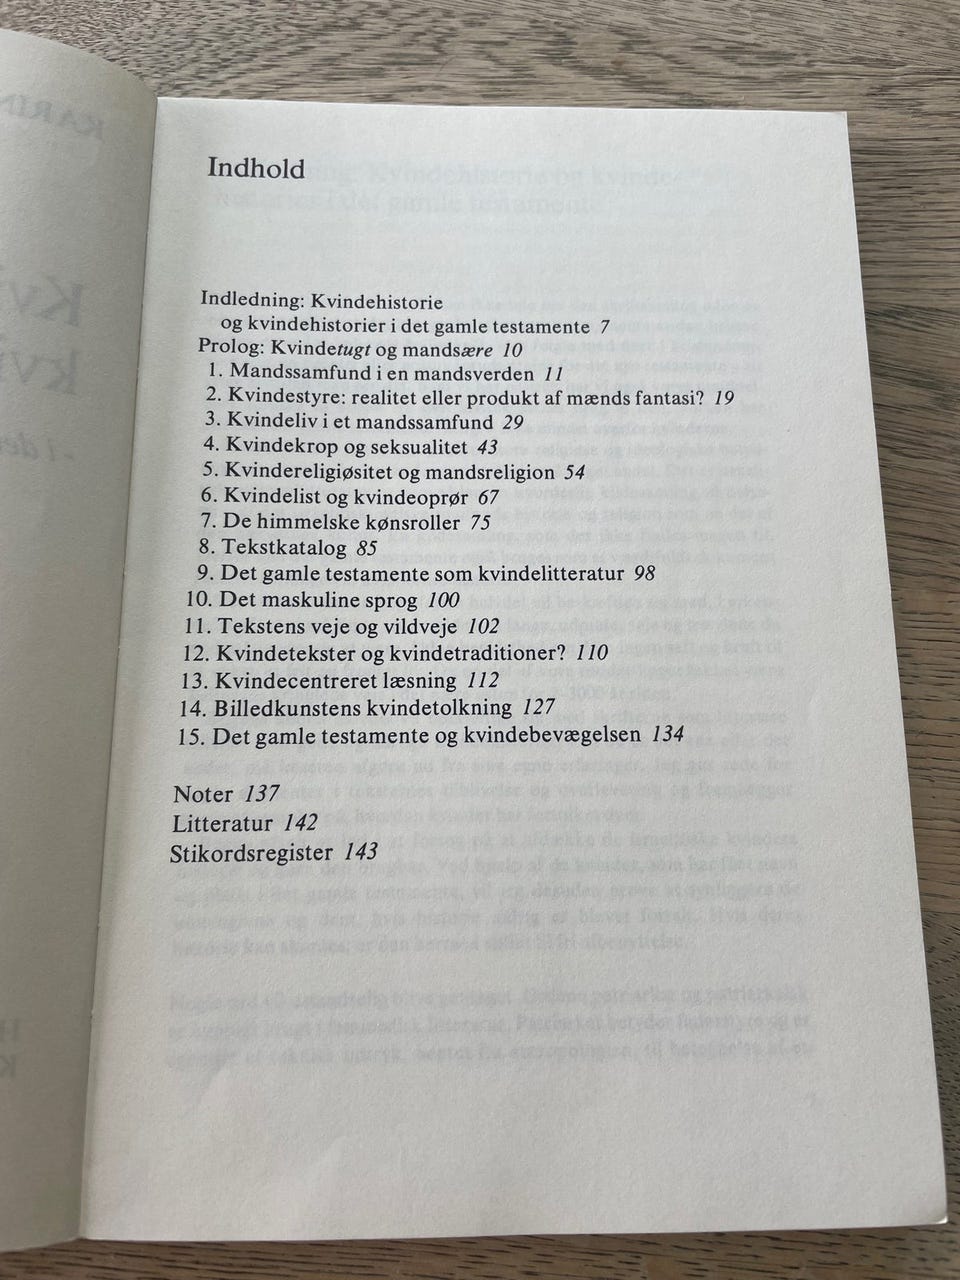 Indhold
Indledning: Kvindehistorie
og kvindehistorier i det gamle testamente 7
Prolog: Kvindetugt og mandsære 10
1. Mandssamfund i en mandsverden 11
2. Kvindestyre: realitet eller produkt af mænds fantasi? 19
3. Kvindeliv i et mandssamfund 29
4. Kvindekrop og seksualitet 43
5. Kvindereligiøsitet og mandsreligion 54
6. Kvindelist og kvindeoprør 67
7. De himmelske kønsroller 75
8. Tekstkatalog 85
9. Det gamle testamente som kvindelitteratur 98
10. Det maskuline sprog 100
11. Tekstens veje og vildveje 102
12. Kvindetekster og kvindetraditioner? 110
13. Kvindecentreret læsning 112
14. Billedkunstens kvindetolkning 127
15. Det gamle testamente og kvindebevægelsen 134
Noter 137
Litteratur 142
Stikordsregister 143